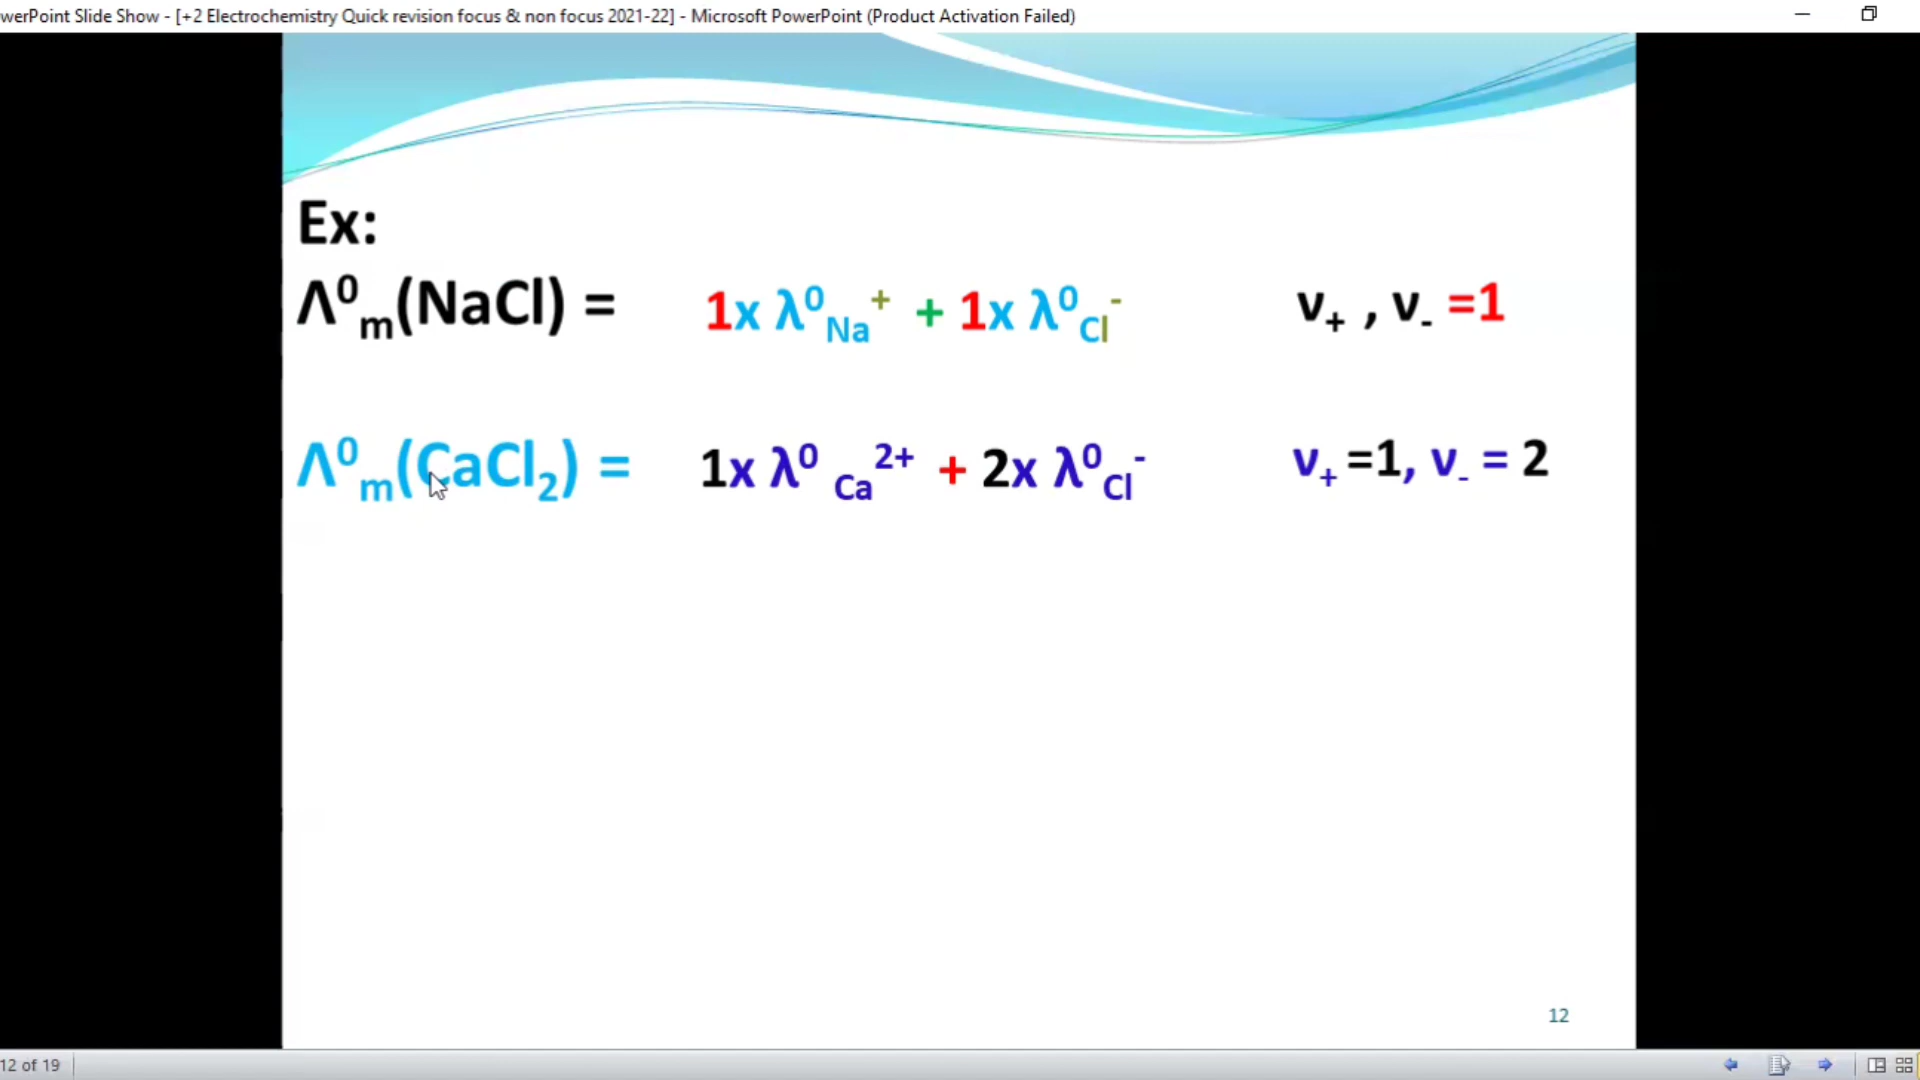 werPoint Slide Show - [+2 Electrochemistry Quick revision focus & non focus 2021-22] - Microsoft PowerPoint (Product Activation Failed)
Ex:
Λ⁰ₘ(NaCl) = 1x λ⁰Na⁺ + 1x λ⁰Cl⁻ ν₊ , ν₋ =1
Λ⁰ₘ(CaCl₂) = 1x λ⁰ Ca²⁺ + 2x λ⁰Cl⁻ ν₊ =1, ν₋ = 2
12
12 of 19